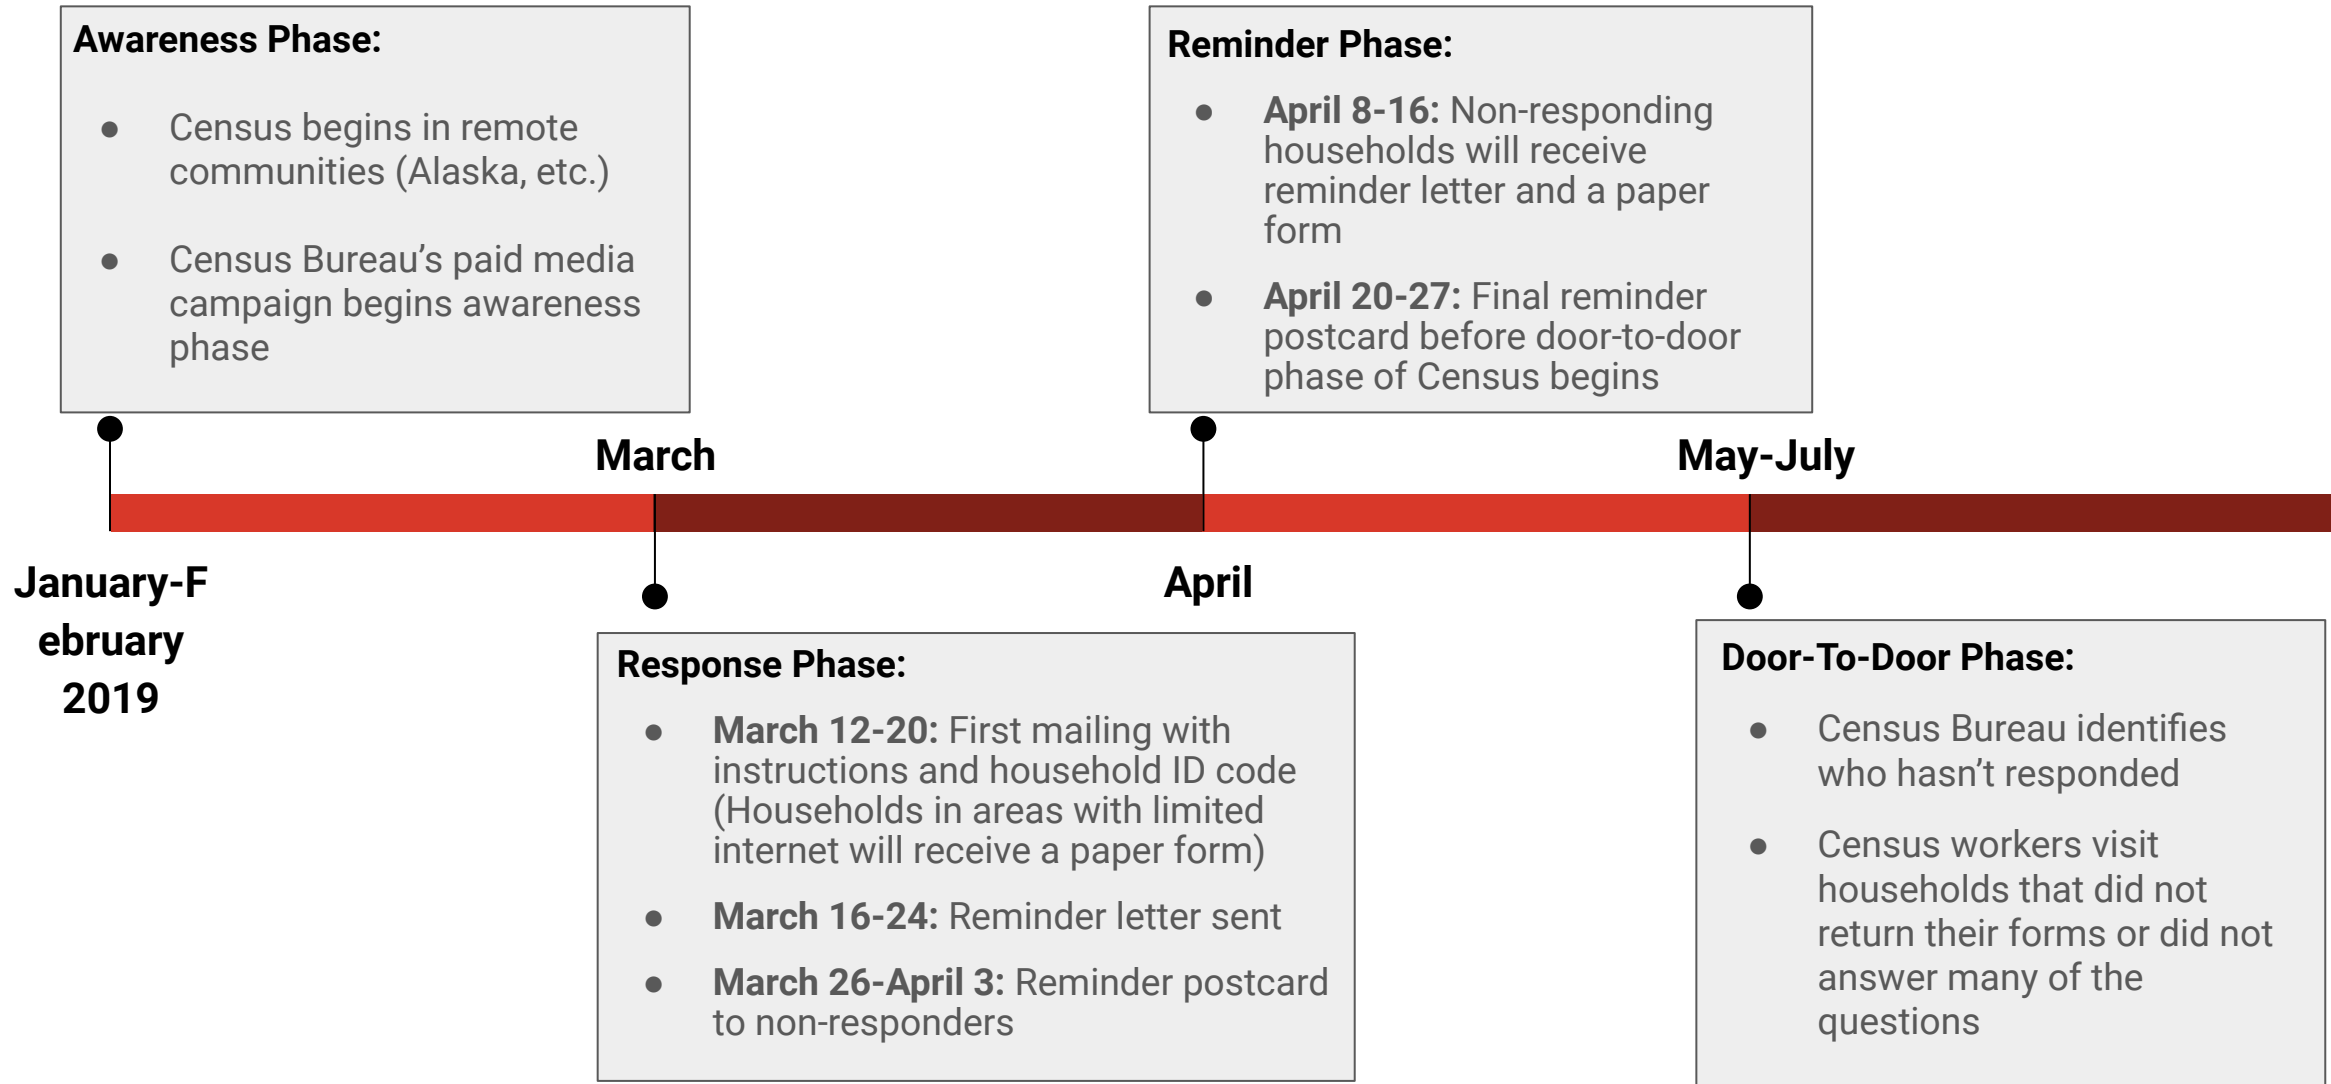 Awareness Phase:
● Census begins in remote
communities (Alaska, etc.)
● Census Bureau’s paid media
campaign begins awareness
phase
Reminder Phase:
● April 8-16: Non-responding
households will receive
reminder letter and a paper
form
● April 20-27: Final reminder
postcard before door-to-door
phase of Census begins
March
May-July
January-F
ebruary
2019
April
Response Phase:
● March 12-20: First mailing with
instructions and household ID code
(Households in areas with limited
internet will receive a paper form)
● March 16-24: Reminder letter sent
● March 26-April 3: Reminder postcard
to non-responders
Door-To-Door Phase:
● Census Bureau identifies
who hasn’t responded
● Census workers visit
households that did not
return their forms or did not
answer many of the
questions